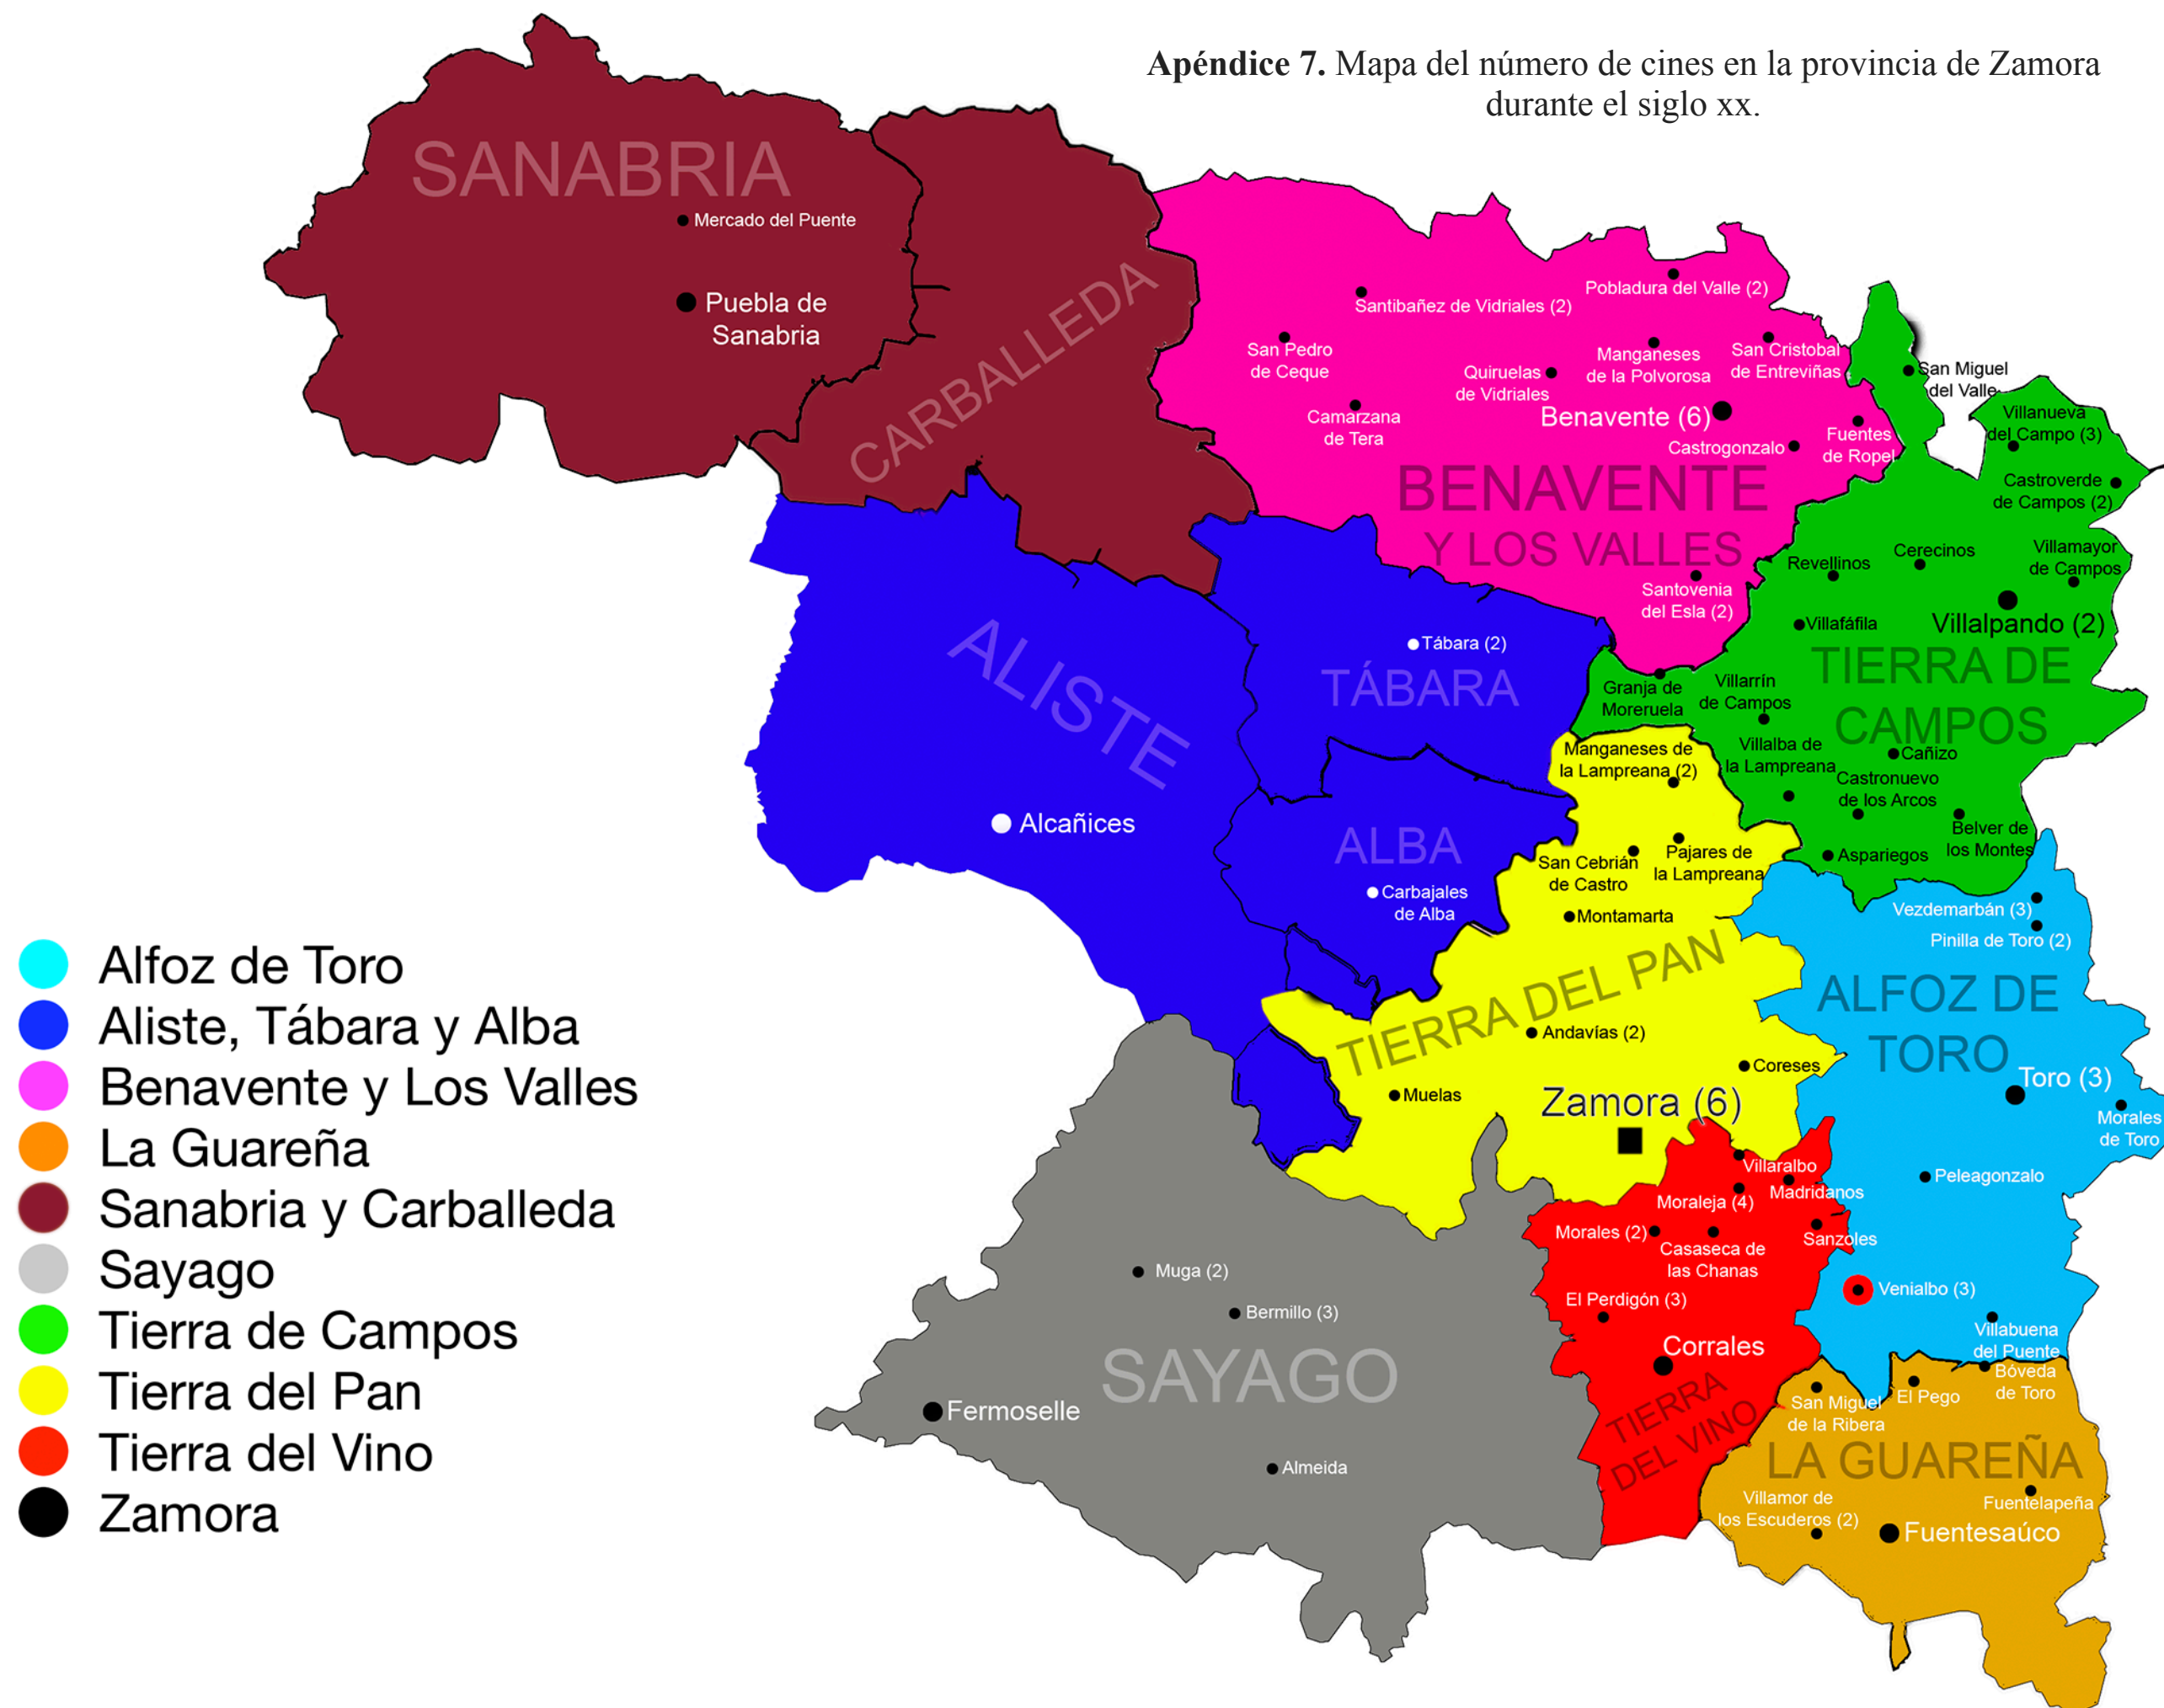 Apéndice 7. Mapa del número de cines en la provincia de Zamora
durante el siglo xx.
SANABRIA
Mercado del Puente
Puebla de
Sanabria
CARBALLEDA
Santibañez de Vidriales (2)
Pobladura del Valle (2)
San Pedro
de Ceque
Quiruelas
de Vidriales
Manganeses
de la Polvorosa
San Cristobal
de Entreviñas
Camarzana
de Tera
Benavente (6)
Castrogonzalo
Fuentes
de Ropel
BENAVENTE
Y LOS VALLES
Santovenia
del Esla (2)
San Miguel
del Valle
Villanueva
del Campo (3)
Castroverde
de Campos (2)
Revellinos
Cerecinos
Villamayor
de Campos
Villafáfila
Villalpando (2)
TIERRA DE
CAMPOS
Granja de
Moreruela
Villarrín
de Campos
Villalba de
la Lampreana
Cañizo
Castronuevo
de los Arcos
Belver de
los Montes
Aspariegos
ALISTE
Alcañices
Tábara (2)
TÁBARA
ALBA
Carbajales
de Alba
Manganeses de
la Lampreana (2)
San Cebrián
de Castro
Pajares de
la Lampreana
Montamarta
TIERRA DEL PAN
Andavías (2)
Coreses
Muelas
Zamora (6)
Vezdemarbán (3)
Pinilla de Toro (2)
ALFOZ DE
TORO
Toro (3)
Morales
de Toro
Peleagonzalo
Venialbo (3)
Villabuena
del Puente
Villaralbo
Madridanos
Moraleja (4)
Morales (2)
Casaseca de
las Chanas
Sanzoles
El Perdigón (3)
Corrales
TIERRA
DEL VINO
Muga (2)
Bermillo (3)
SAYAGO
Fermoselle
Almeida
Bóveda
de Toro
El Pego
San Miguel
de la Ribera
LA GUAREÑA
Fuentelapeña
Villamor de
los Escuderos (2)
Fuentesaúco
Alfoz de Toro
Aliste, Tábara y Alba
Benavente y Los Valles
La Guareña
Sanabria y Carballeda
Sayago
Tierra de Campos
Tierra del Pan
Tierra del Vino
Zamora